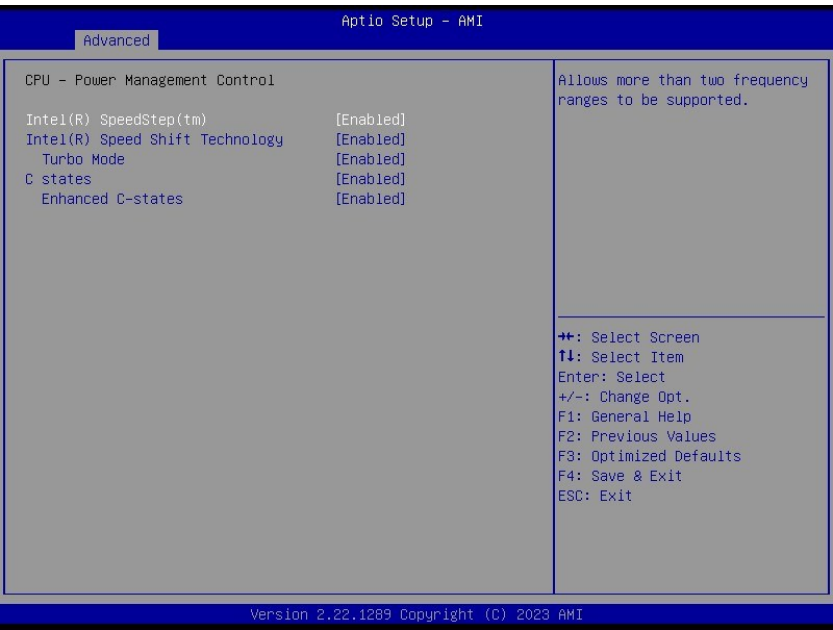 Aptio Setup - AMI
Advanced
CPU - Power Management Control
Intel(R) SpeedStep(tm) [Enabled]
Intel(R) Speed Shift Technology [Enabled]
Turbo Mode [Enabled]
C states [Enabled]
Enhanced C-states [Enabled]
Allows more than two frequency
ranges to be supported.
→←: Select Screen
↑↓: Select Item
Enter: Select
+/-: Change Opt.
F1: General Help
F2: Previous Values
F3: Optimized Defaults
F4: Save & Exit
ESC: Exit
Version 2.22.1289 Copyright (C) 2023 AMI